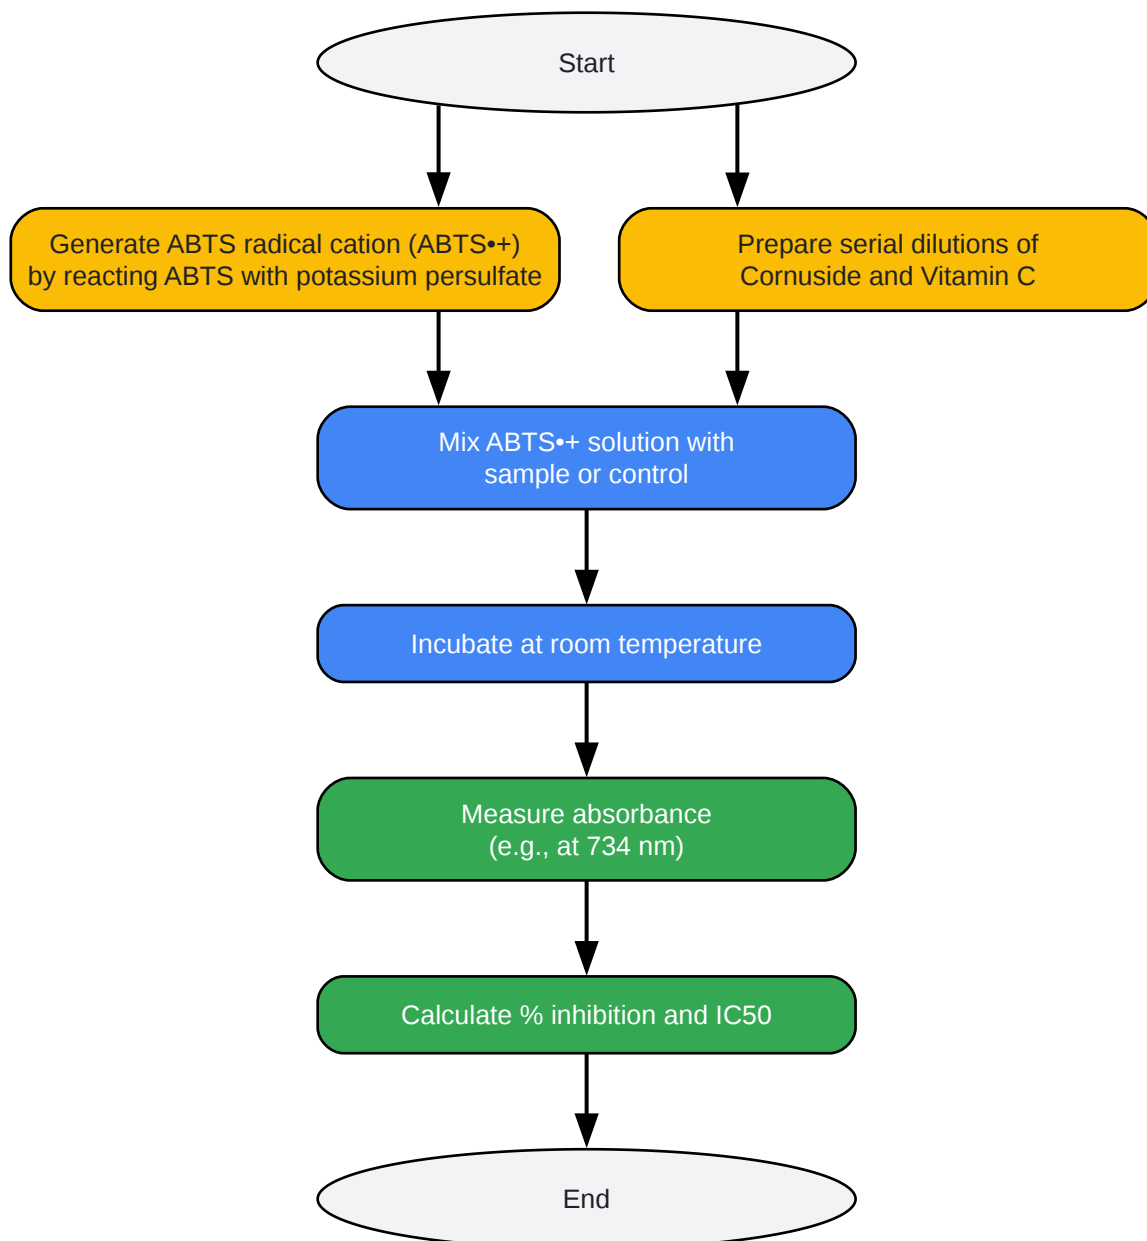 Start
Generate ABTS radical cation (ABTS•+)
by reacting ABTS with potassium persulfate
Prepare serial dilutions of
Cornuside and Vitamin C
Mix ABTS•+ solution with
sample or control
Incubate at room temperature
Measure absorbance
(e.g., at 734 nm)
Calculate % inhibition and IC50
End